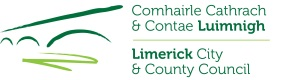 Comhairle Cathrach
& Contae Luimnigh
Limerick City
& County Council